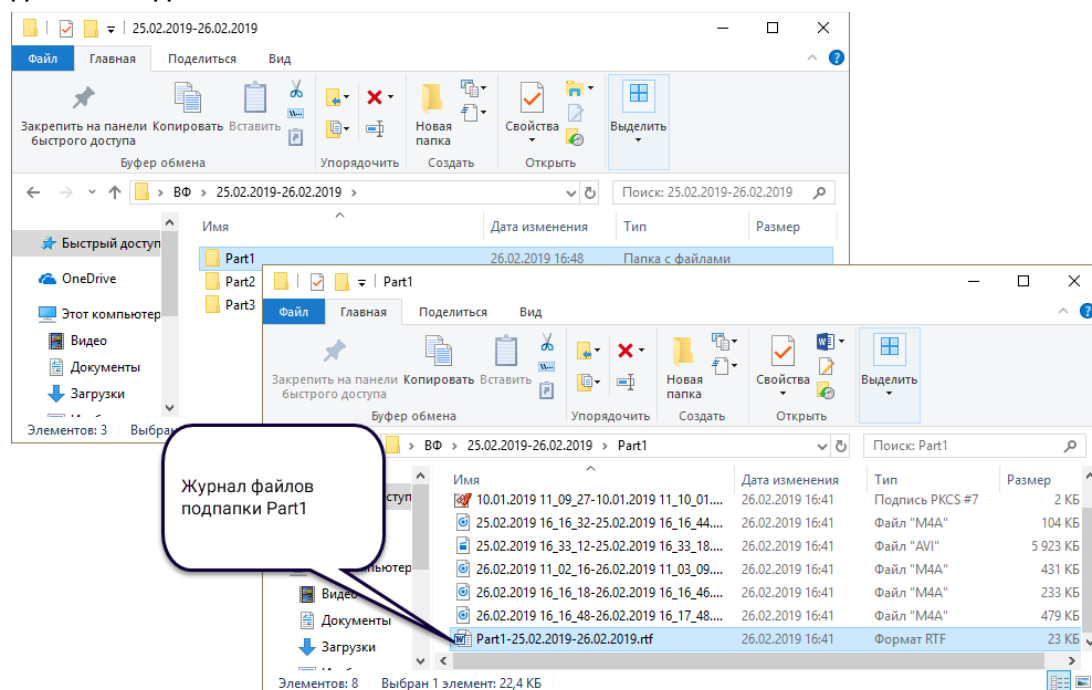 25.02.2019-26.02.2019
Файл Главная Поделиться Вид
Закрепить на панели быстрого доступа
Копировать
Вставить
Новая папка
Свойства
Выделить
Буфер обмена Упорядочить Создать Открыть
ВФ > 25.02.2019-26.02.2019 >
Поиск: 25.02.2019-26.02.2019
Имя Дата изменения Тип Размер
Быстрый доступ
OneDrive
Этот компьютер
Видео
Документы
Загрузки
Part1 26.02.2019 16:48 Папка с файлами
Part2
Part3
Элементов: 3
Part1
Файл Главная Поделиться Вид
Закрепить на панели быстрого доступа
Копировать
Вставить
Новая папка
Свойства
Выделить
Буфер обмена Упорядочить Создать Открыть
> ВФ > 25.02.2019-26.02.2019 > Part1
Поиск: Part1
Журнал файлов
подпапки Part1
Имя Дата изменения Тип Размер
10.01.2019 11_09_27-10.01.2019 11_10_01.... 26.02.2019 16:41 Подпись PKCS #7 2 КБ
25.02.2019 16_16_32-25.02.2019 16_16_44.... 26.02.2019 16:41 Файл "M4A" 104 КБ
25.02.2019 16_33_12-25.02.2019 16_33_18.... 26.02.2019 16:41 Файл "AVI" 5 923 КБ
26.02.2019 11_02_16-26.02.2019 11_03_09.... 26.02.2019 16:41 Файл "M4A" 431 КБ
26.02.2019 16_16_18-26.02.2019 16_16_46.... 26.02.2019 16:41 Файл "M4A" 233 КБ
26.02.2019 16_16_48-26.02.2019 16_17_48.... 26.02.2019 16:41 Файл "M4A" 479 КБ
Part1-25.02.2019-26.02.2019.rtf 26.02.2019 16:41 Формат RTF 23 КБ
Видео
Документы
Загрузки
Элементов: 8 Выбран 1 элемент: 22,4 КБ